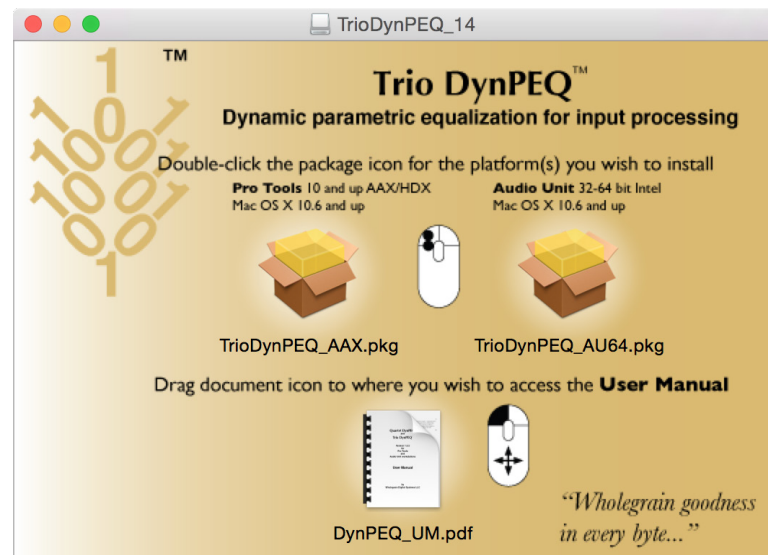 TrioDynPEQ_14
TM
Trio DynPEQ™
Dynamic parametric equalization for input processing
Double-click the package icon for the platform(s) you wish to install
Pro Tools 10 and up AAX/HDX
Mac OS X 10.6 and up
Audio Unit 32-64 bit Intel
Mac OS X 10.6 and up
TrioDynPEQ_AAX.pkg
TrioDynPEQ_AU64.pkg
Drag document icon to where you wish to access the User Manual
User Manual
DynPEQ_UM.pdf
“Wholegrain goodness
in every byte...”